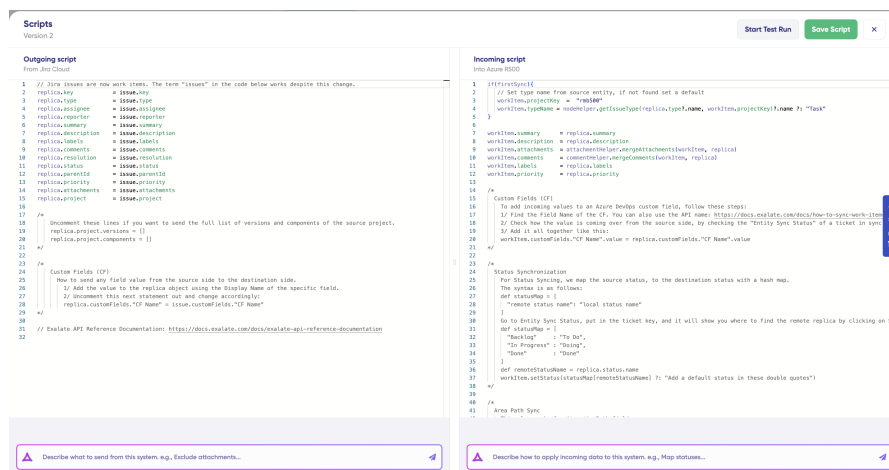 Scripts
Version 2
Start Test Run
Save Script
×
Outgoing script
From Jira Cloud
1 // Jira issues are now work items. The term "issues" in the code below works despite this change.
2 replica.key = issue.key
3 replica.type = issue.type
4 replica.assignee = issue.assignee
5 replica.reporter = issue.reporter
6 replica.summary = issue.summary
7 replica.description = issue.description
8 replica.labels = issue.labels
9 replica.comments = issue.comments
10 replica.resolution = issue.resolution
11 replica.status = issue.status
12 replica.parentId = issue.parentId
13 replica.priority = issue.priority
14 replica.attachments = issue.attachments
15 replica.project = issue.project
16
17 /*
18 Uncomment these lines if you want to send the full list of versions and components of the source project.
19 replica.project.versions = []
20 replica.project.components = []
21 */
22
23 /*
24 Custom Fields (CF)
25 How to send any field value from the source side to the destination side.
26 1/ Add the value to the replica object using the Display Name of the specific field.
27 2/ Uncomment this next statement out and change accordingly:
28 replica.customFields."CF Name" = issue.customFields."CF Name"
29 */
30
31 // Exalate API Reference Documentation: https://docs.exalate.com/docs/exalate-api-reference-documentation
32
Describe what to send from this system. e.g., Exclude attachments...
Incoming script
Into Azure R500
1 if(firstSync){
2 // Set type name from source entity, if not found set a default
3 workItem.projectKey = "rmb500"
4 workItem.typeName = nodeHelper.getIssueType(replica.type?.name, workItem.projectKey)?.name ?: "Task"
5 }
6
7 workItem.summary = replica.summary
8 workItem.description = replica.description
9 workItem.attachments = attachmentHelper.mergeAttachments(workItem, replica)
10 workItem.comments = commentHelper.mergeComments(workItem, replica)
11 workItem.labels = replica.labels
12 workItem.priority = replica.priority
13
14 /*
15 Custom Fields (CF)
16 To add incoming values to an Azure DevOps custom field, follow these steps:
17 1/ Find the Field Name of the CF. You can also use the API name: https://docs.exalate.com/docs/how-to-sync-work-item
18 2/ Check how the value is coming over from the source side, by checking the "Entity Sync Status" of a ticket in sync
19 3/ Add it all together like this:
20 workItem.customFields."CF Name".value = replica.customFields."CF Name".value
21 */
22
23 /*
24 Status Synchronization
25 For Status Syncing, we map the source status, to the destination status with a hash map.
26 The syntax is as follows:
27 def statusMap = [
28 "remote status name": "local status name"
29 ]
30 Go to Entity Sync Status, put in the ticket key, and it will show you where to find the remote replica by clicking on
31 def statusMap = [
32 "Backlog" : "To Do",
33 "In Progress" : "Doing",
34 "Done" : "Done"
35 ]
36 def remoteStatusName = replica.status.name
37 workItem.setStatus(statusMap[remoteStatusName] ?: "Add a default status in these double quotes")
38 */
39
40 /*
41 Area Path Sync
Describe how to apply incoming data to this system. e.g., Map statuses...